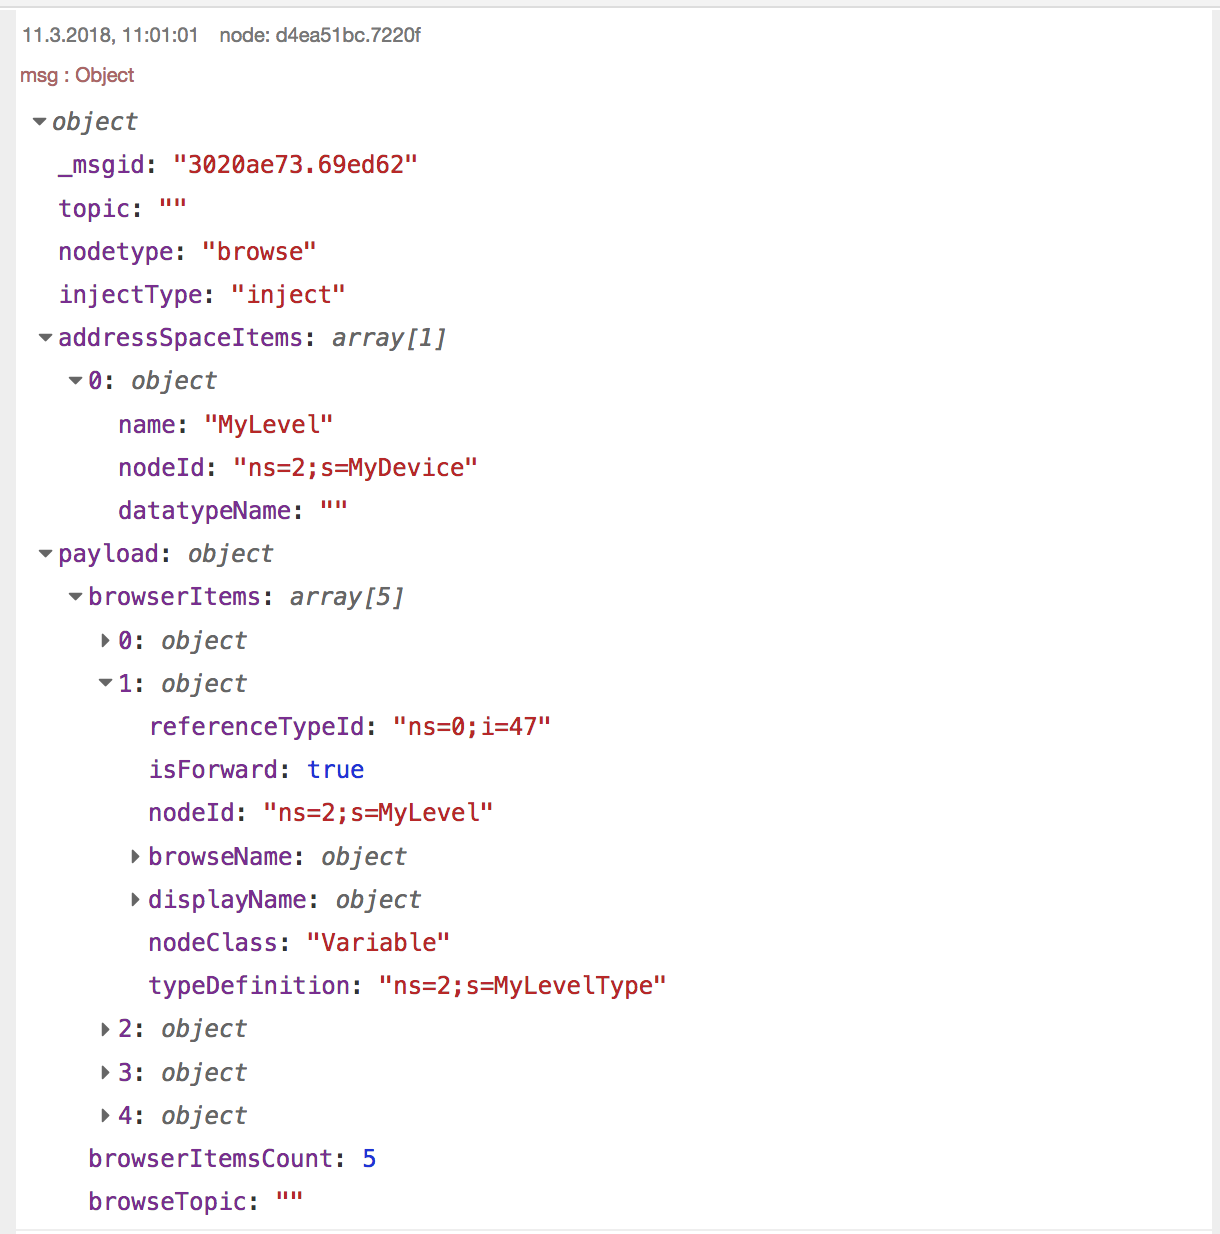 11.3.2018, 11:01:01 node: d4ea51bc.7220f
msg : Object
object
_msgid: "3020ae73.69ed62"
topic: ""
nodetype: "browse"
injectType: "inject"
addressSpaceItems: array[1]
0: object
name: "MyLevel"
nodeId: "ns=2;s=MyDevice"
datatypeName: ""
payload: object
browserItems: array[5]
0: object
1: object
referenceTypeId: "ns=0;i=47"
isForward: true
nodeId: "ns=2;s=MyLevel"
browseName: object
displayName: object
nodeClass: "Variable"
typeDefinition: "ns=2;s=MyLevelType"
2: object
3: object
4: object
browserItemsCount: 5
browseTopic: ""